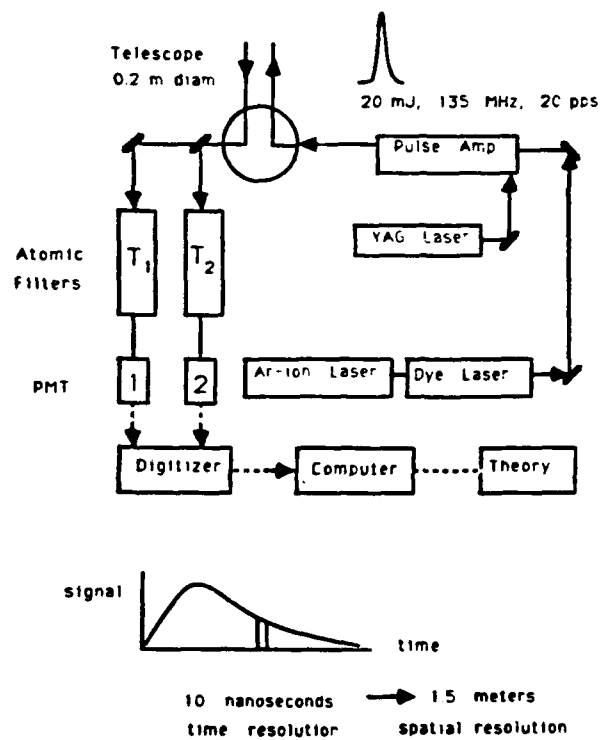 Telescope
0.2 m diam
20 mJ, 135 MHz, 20 pps
Pulse Amp
YAG Laser
Atomic
Filters
T1
T2
PMT
1
2
Ar-ion Laser
Dye Laser
Digitizer
Computer
Theory
signal
time
10 nanoseconds
1.5 meters
time resolution
spatial resolution